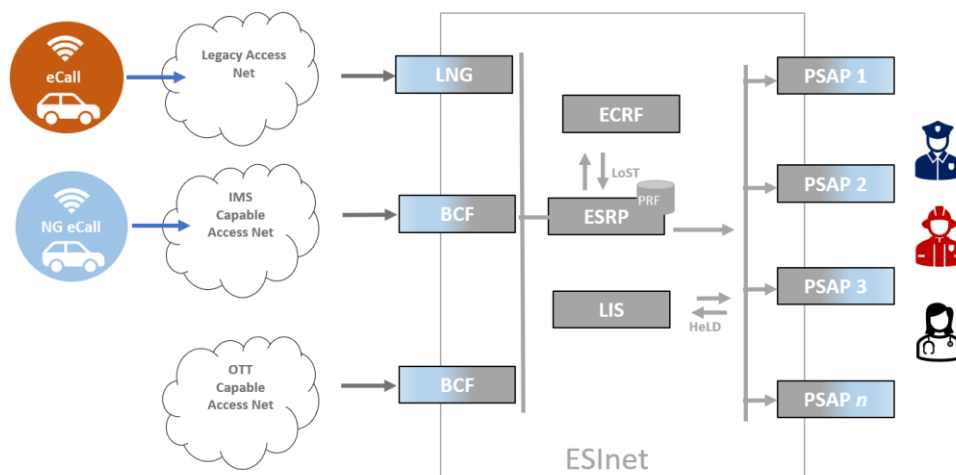 eCall
Legacy Access
Net
LNG
ECRF
LoST
PRF
ESRP
PSAP 1
NG eCall
IMS
Capable
Access Net
BCF
PSAP 2
LIS
HeLD
PSAP 3
OTT
Capable
Access Net
BCF
PSAP n
ESInet